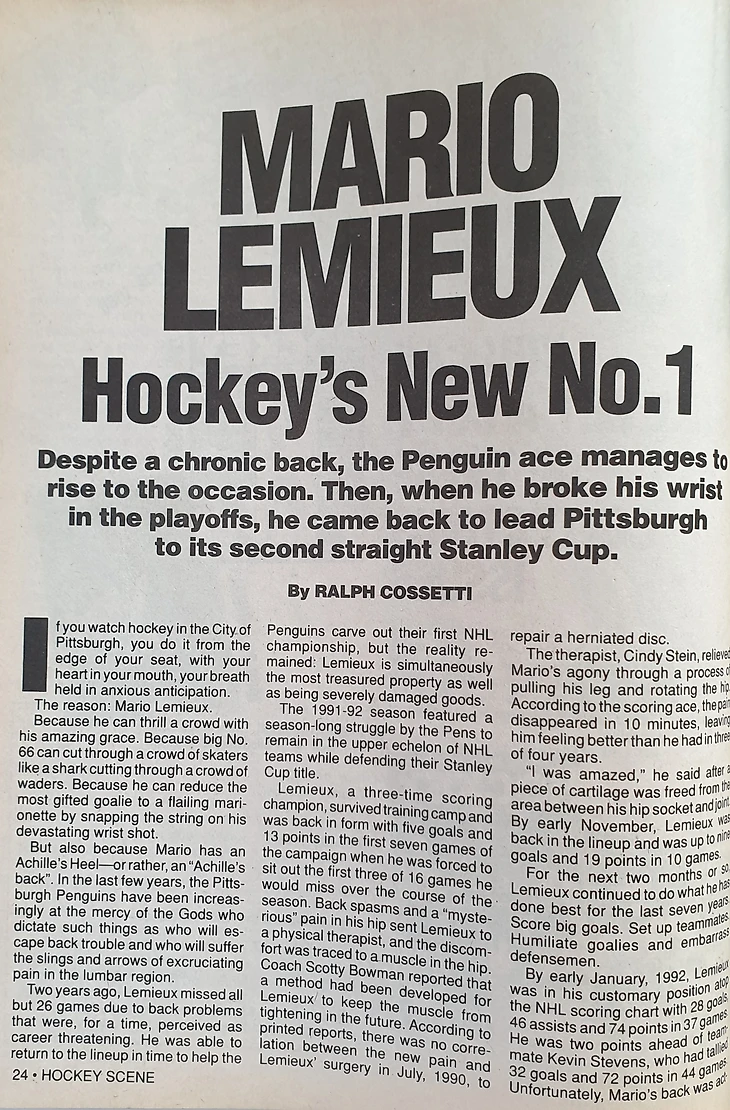 MARIO
LEMIEUX
Hockey's New No.1
Despite a chronic back, the Penguin ace manages to
rise to the occasion. Then, when he broke his wrist
in the playoffs, he came back to lead Pittsburgh
to its second straight Stanley Cup.
By RALPH COSSETTI
If you watch hockey in the City of
Pittsburgh, you do it from the
edge of your seat, with your
heart in your mouth, your breath
held in anxious anticipation.
The reason: Mario Lemieux.
Because he can thrill a crowd with
his amazing grace. Because big No.
66 can cut through a crowd of skaters
like a shark cutting through a crowd of
waders. Because he can reduce the
most gifted goalie to a flailing mari-
onette by snapping the string on his
devastating wrist shot.
But also because Mario has an
Achille's Heel—or rather, an “Achille's
back”. In the last few years, the Pitts-
burgh Penguins have been increas-
ingly at the mercy of the Gods who
dictate such things as who will es-
cape back trouble and who will suffer
the slings and arrows of excruciating
pain in the lumbar region.
Two years ago, Lemieux missed all
but 26 games due to back problems
that were, for a time, perceived as
career threatening. He was able to
return to the lineup in time to help the
Penguins carve out their first NHL
championship, but the reality re-
mained: Lemieux is simultaneously
the most treasured property as well
as being severely damaged goods.
The 1991-92 season featured a
season-long struggle by the Pens to
remain in the upper echelon of NHL
teams while defending their Stanley
Cup title.
Lemieux, a three-time scoring
champion, survived training camp and
was back in form with five goals and
13 points in the first seven games of
the campaign when he was forced to
sit out the first three of 16 games he
would miss over the course of the
season. Back spasms and a “myste-
rious” pain in his hip sent Lemieux to
a physical therapist, and the discom-
fort was traced to a muscle in the hip.
Coach Scotty Bowman reported that
a method had been developed for
Lemieux to keep the muscle from
tightening in the future. According to
printed reports, there was no corre-
lation between the new pain and
Lemieux' surgery in July, 1990, to
repair a herniated disc.
The therapist, Cindy Stein, relieved
Mario's agony through a process of
pulling his leg and rotating the hip.
According to the scoring ace, the pain
disappeared in 10 minutes, leaving
him feeling better than he had in three
of four years.
“I was amazed,” he said after a
piece of cartilage was freed from the
area between his hip socket and joint.
By early November, Lemieux was
back in the lineup and was up to nine
goals and 19 points in 10 games.
For the next two months or so,
Lemieux continued to do what he has
done best for the last seven years.
Score big goals. Set up teammates.
Humiliate goalies and embarrass
defensemen.
By early January, 1992, Lemieux
was in his customary position atop
the NHL scoring chart with 28 goals,
46 assists and 74 points in 37 games.
He was two points ahead of team-
mate Kevin Stevens, who had tallied
32 goals and 72 points in 44 games.
Unfortunately, Mario's back was act-
24 • HOCKEY SCENE